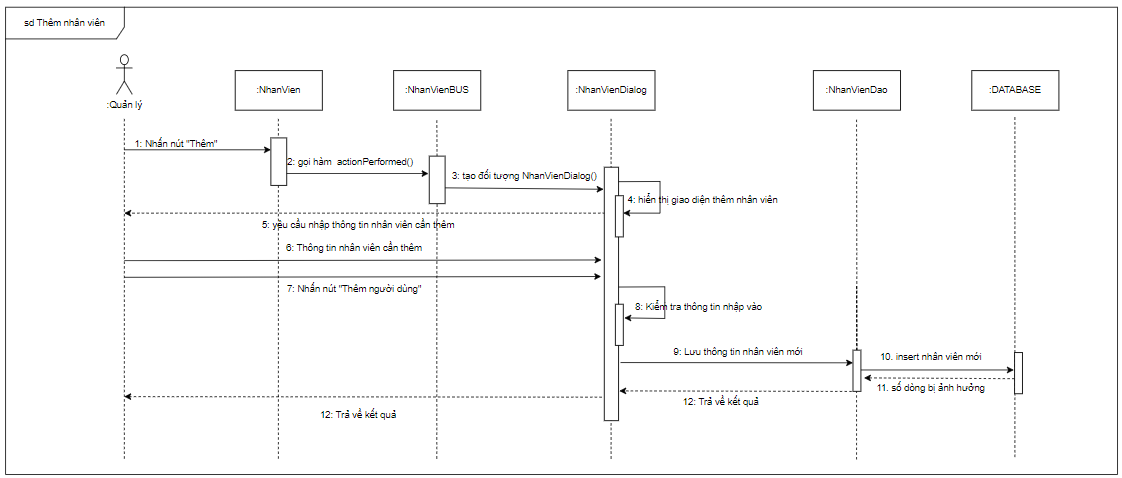 sd Thêm nhân viên
:Quản lý
:NhanVien
:NhanVienBUS
:NhanVienDialog
:NhanVienDao
:DATABASE
1: Nhấn nút "Thêm"
2: gọi hàm actionPerformed()
3: tạo đối tượng NhanVienDialog()
4: hiển thị giao diện thêm nhân viên
5: yêu cầu nhập thông tin nhân viên cần thêm
6: Thông tin nhân viên cần thêm
7: Nhấn nút "Thêm người dùng"
8: Kiểm tra thông tin nhập vào
9: Lưu thông tin nhân viên mới
10. insert nhân viên mới
11. số dòng bị ảnh hưởng
12: Trả về kết quả
12: Trả về kết quả